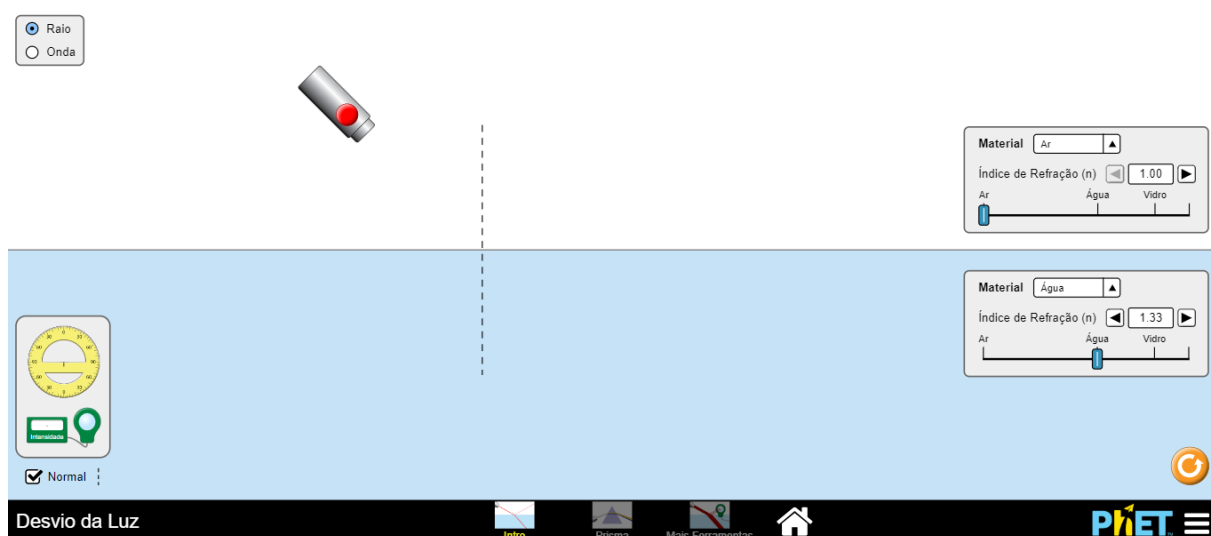 Raio
Onda
Material Ar
Índice de Refração (n) 1.00
Ar Água Vidro
Material Água
Índice de Refração (n) 1.33
Ar Água Vidro
Intensidade
Normal
Desvio da Luz
Intro Prisma Mais Ferramentas
PhET